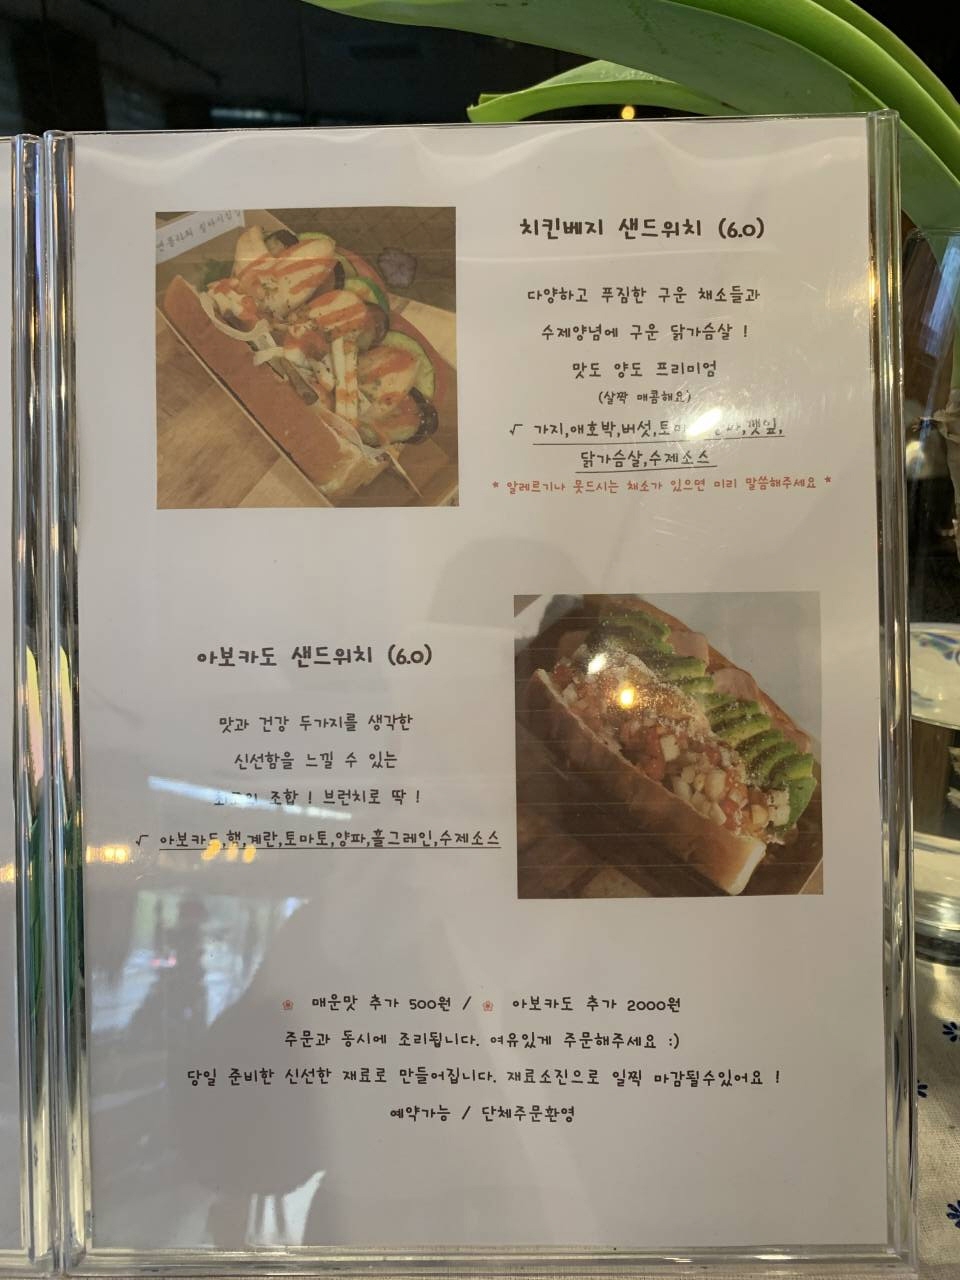 치킨베지 샌드위치 (6.0)
다양하고 푸짐한 구운 채소들과
수제양념에 구운 닭가슴살 !
맛도 양도 프리미엄
(살짝 매콤해요)
√ 가지,애호박,버섯,토마 깻잎,
닭가슴살,수제소스
* 알레르기나 못드시는 채소가 있으면 미리 말씀해주세요 *
아보카도 샌드위치 (6.0)
맛과 건강 두가지를 생각한
신선함을 느낄 수 있는
최고의 조합 ! 브런치로 딱 !
√ 아보카도,햄,계란,토마토,양파,홀그레인,수제소스
매운맛 추가 500원 / 아보카도 추가 2000원
주문과 동시에 조리됩니다. 여유있게 주문해주세요 :)
당일 준비한 신선한 재료로 만들어집니다. 재료소진으로 일찍 마감될수있어요 !
예약가능 / 단체주문환영